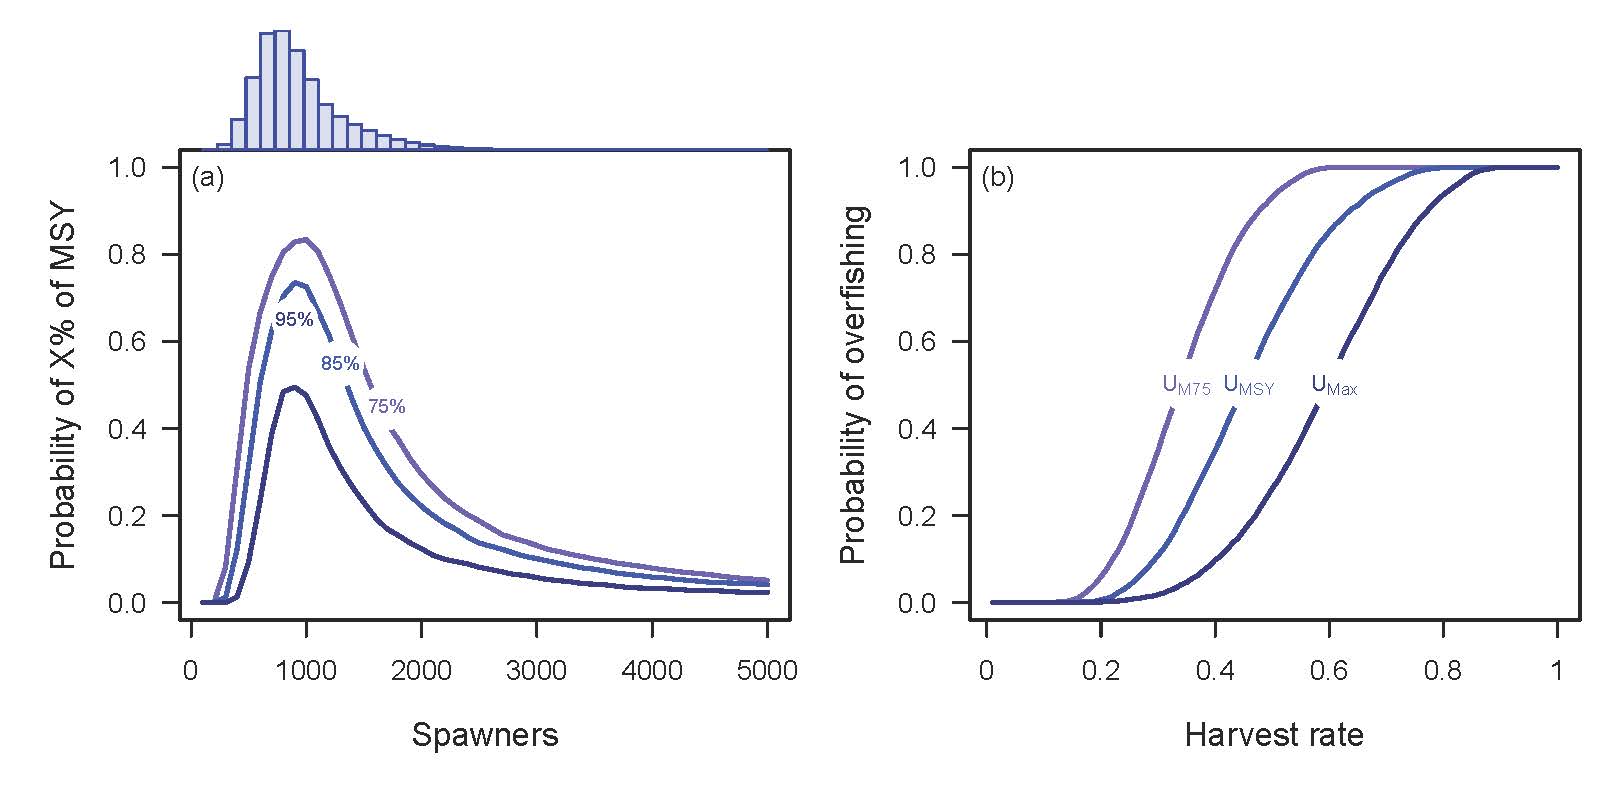 (a)
Probability of X% of MSY
1.0
0.8
0.6
0.4
0.2
0.0
95%
85%
75%
0 1000 2000 3000 4000 5000
Spawners
(b)
Probability of overfishing
1.0
0.8
0.6
0.4
0.2
0.0
UM75 UMSY UMax
0 0.2 0.4 0.6 0.8 1
Harvest rate